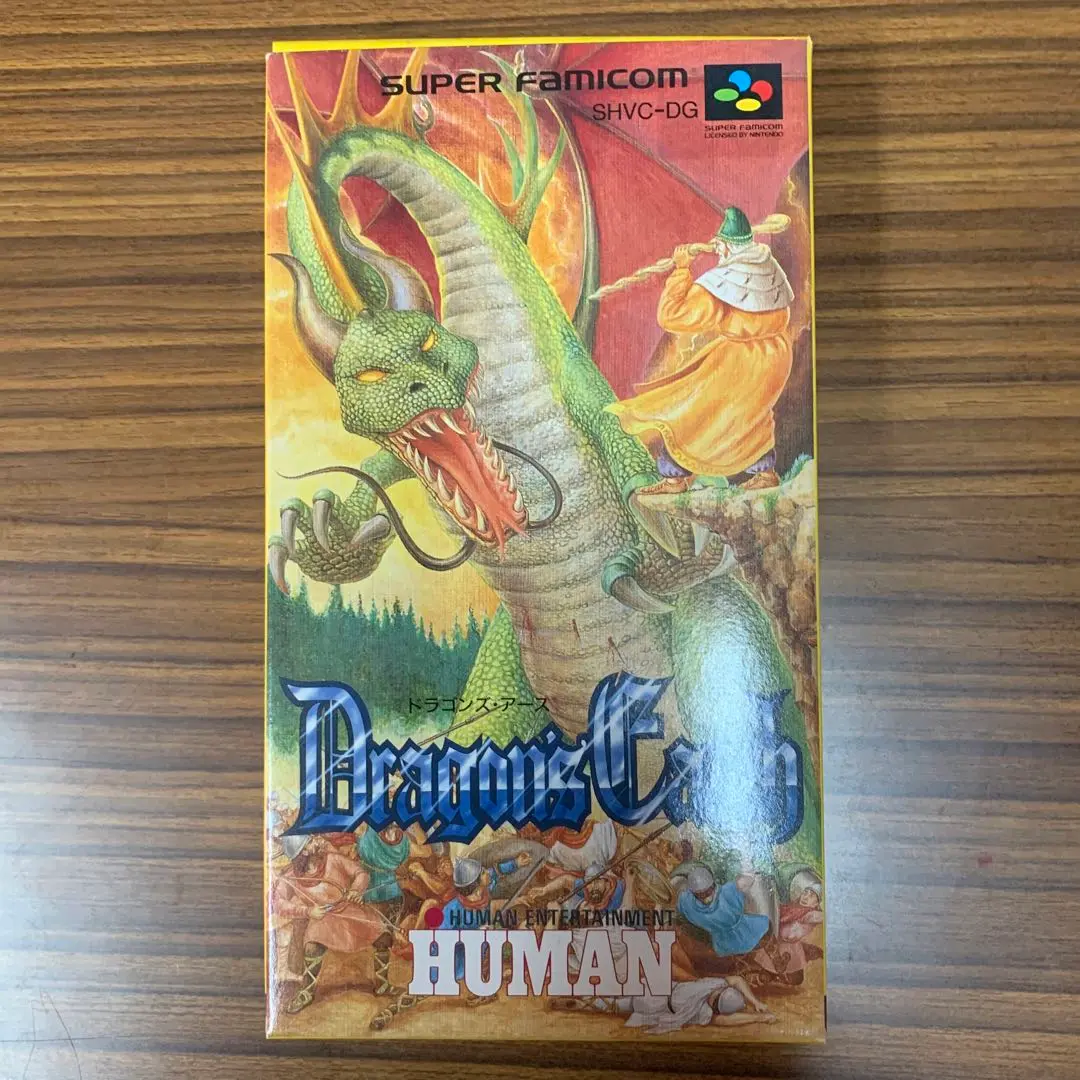 SUPER FAMICOM
SHVC-DG
SUPER FAMICOM
LICENSED BY NINTENDO
ドラゴンズ・アース
Dragon's Earth
HUMAN ENTERTAINMENT
HUMAN